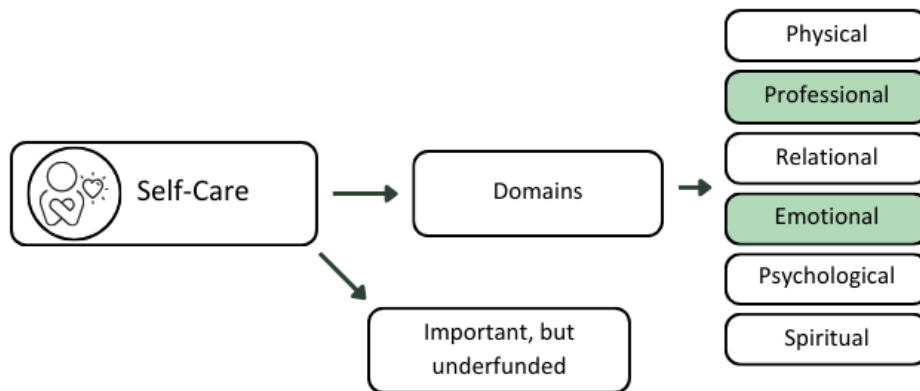 Self-Care
Domains
Important, but
underfunded
Physical
Professional
Relational
Emotional
Psychological
Spiritual